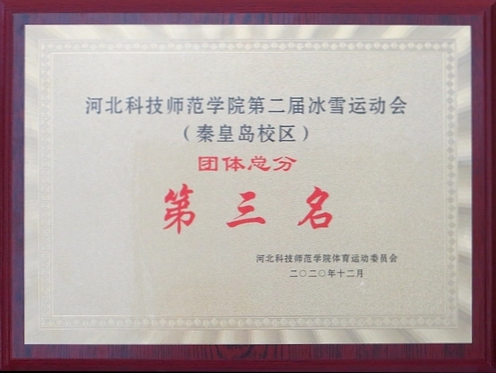 河北科技师范学院第二届冰雪运动会
（秦皇岛校区）
团体总分
第三名
河北科技师范学院体育运动委员会
二〇二〇年十二月